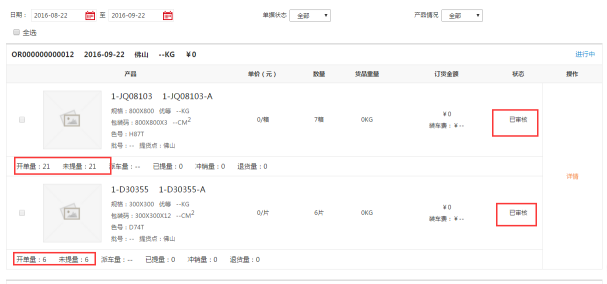 日期： 2016-08-22 至 2016-09-22 单据状态 全部 产品情况 全部
全选
OR000000000012 2016-09-22 佛山 --KG ￥0 进行中
产品 单价（元） 数量 货品重量 订货金额 状态 操作
1-JQ08103 1-JQ08103-A
规格：800X800 优等 --KG
包装码：800X800X3 --CM2
色号：H87T
批号：-- 提货点：佛山
0/箱 7箱 0KG ￥0 已审核
装车费：￥--
开单量：21 未提量：21 派车量：-- 已提量：0 冲销量：0 退货量：0
详情
1-D30355 1-D30355-A
规格：300X300 优等 --KG
包装码：300X300X12 --CM2
色号：D74T
批号：-- 提货点：佛山
0/片 6片 0KG ￥0 已审核
装车费：￥--
开单量：6 未提量：6 派车量：-- 已提量：0 冲销量：0 退货量：0